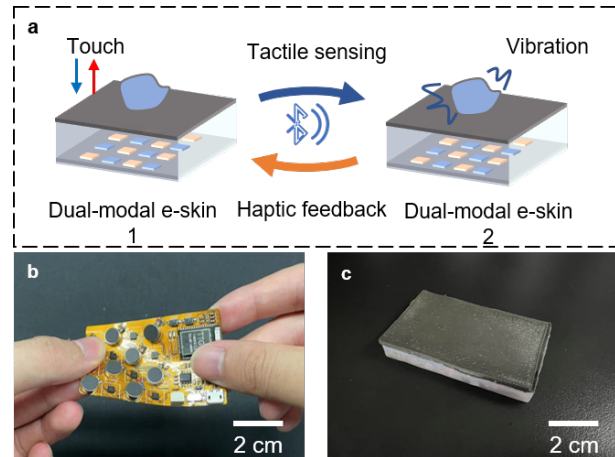 a
Touch
Tactile sensing
Vibration
Dual-modal e-skin
1
Haptic feedback
Dual-modal e-skin
2
b
2 cm
c
2 cm